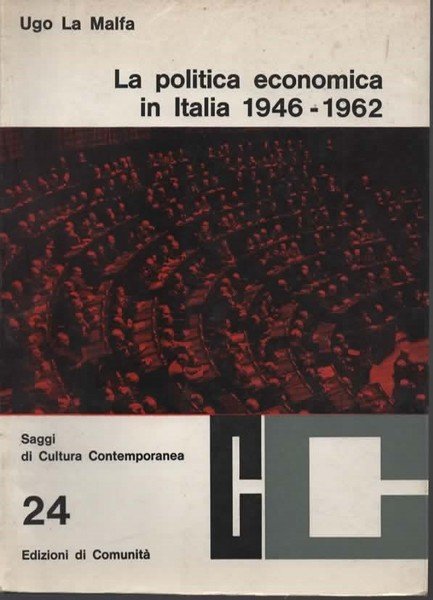 Ugo La Malfa
La politica economica
in Italia 1946 - 1962
Saggi
di Cultura Contemporanea
24
Edizioni di Comunità